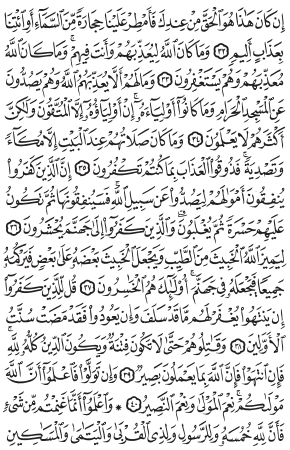 إِن كَانَ هَٰذَا هُوَ ٱلْحَقَّ مِنْ عِندِكَ فَأَمْطِرْ عَلَيْنَا حِجَارَةً مِّنَ ٱلسَّمَآءِ أَوِ ٱئْتِنَا
بِعَذَابٍ أَلِيمٍ ٣٢ وَمَا كَانَ ٱللَّهُ لِيُعَذِّبَهُمْ وَأَنتَ فِيهِمْ ۚ وَمَا كَانَ ٱللَّهُ
مُعَذِّبَهُمْ وَهُمْ يَسْتَغْفِرُونَ ٣٣ وَمَا لَهُمْ أَلَّا يُعَذِّبَهُمُ ٱللَّهُ وَهُمْ يَصُدُّونَ
عَنِ ٱلْمَسْجِدِ ٱلْحَرَامِ وَمَا كَانُوٓا۟ أَوْلِيَآءَهُۥٓ ۚ إِنْ أَوْلِيَآؤُهُۥٓ إِلَّا ٱلْمُتَّقُونَ وَلَٰكِنَّ
أَكْثَرَهُمْ لَا يَعْلَمُونَ ٣٤ وَمَا كَانَ صَلَاتُهُمْ عِندَ ٱلْبَيْتِ إِلَّا مُكَآءً
وَتَصْدِيَةً ۚ فَذُوقُوا۟ ٱلْعَذَابَ بِمَا كُنتُمْ تَكْفُرُونَ ٣٥ إِنَّ ٱلَّذِينَ كَفَرُوا۟
يُنفِقُونَ أَمْوَٰلَهُمْ لِيَصُدُّوا۟ عَن سَبِيلِ ٱللَّهِ ۚ فَسَيُنفِقُونَهَا ثُمَّ تَكُونُ
عَلَيْهِمْ حَسْرَةً ثُمَّ يُغْلَبُونَ ۗ وَٱلَّذِينَ كَفَرُوٓا۟ إِلَىٰ جَهَنَّمَ يُحْشَرُونَ ٣٦
لِيَمِيزَ ٱللَّهُ ٱلْخَبِيثَ مِنَ ٱلطَّيِّبِ وَيَجْعَلَ ٱلْخَبِيثَ بَعْضَهُۥ عَلَىٰ بَعْضٍ فَيَرْكُمَهُۥ
جَمِيعًا فَيَجْعَلَهُۥ فِى جَهَنَّمَ ۚ أُو۟لَٰٓئِكَ هُمُ ٱلْخَٰسِرُونَ ٣٧ قُل لِّلَّذِينَ كَفَرُوٓا۟
إِن يَنتَهُوا۟ يُغْفَرْ لَهُم مَّا قَدْ سَلَفَ وَإِن يَعُودُوا۟ فَقَدْ مَضَتْ سُنَّتُ
ٱلْأَوَّلِينَ ٣٨ وَقَٰتِلُوهُمْ حَتَّىٰ لَا تَكُونَ فِتْنَةٌ وَيَكُونَ ٱلدِّينُ كُلُّهُۥ لِلَّهِ ۚ
فَإِنِ ٱنتَهَوْا۟ فَإِنَّ ٱللَّهَ بِمَا يَعْمَلُونَ بَصِيرٌ ٣٩ وَإِن تَوَلَّوْا۟ فَٱعْلَمُوٓا۟ أَنَّ ٱللَّهَ
مَوْلَىٰكُمْ ۚ نِعْمَ ٱلْمَوْلَىٰ وَنِعْمَ ٱلنَّصِيرُ ٤٠ وَٱعْلَمُوٓا۟ أَنَّمَا غَنِمْتُم مِّن شَىْءٍ
فَأَنَّ لِلَّهِ خُمُسَهُۥ وَلِلرَّسُولِ وَلِذِى ٱلْقُرْبَىٰ وَٱلْيَتَٰمَىٰ وَٱلْمَسَٰكِينِ